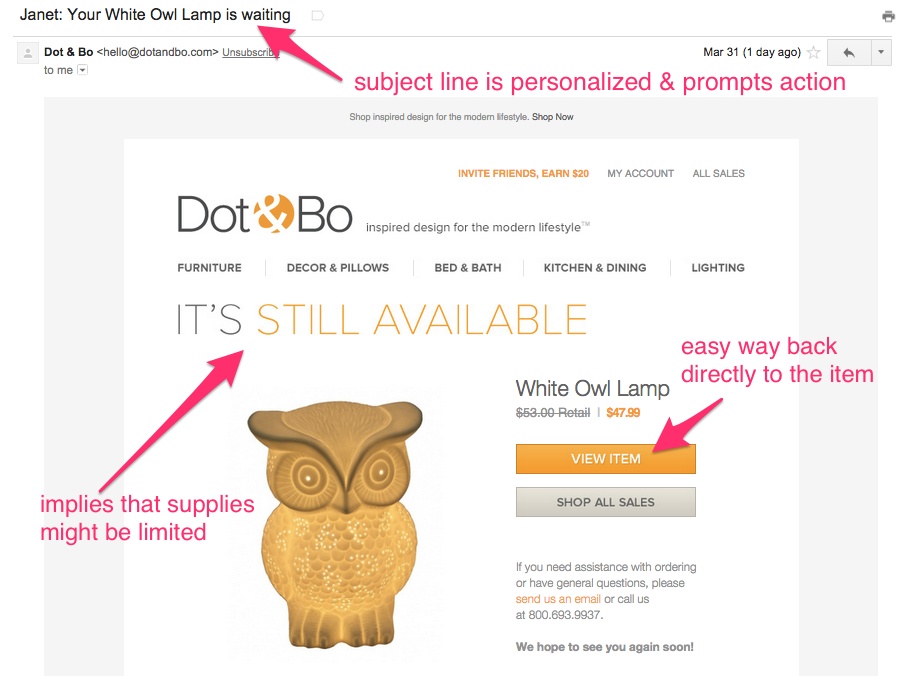 Janet: Your White Owl Lamp is waiting
Dot & Bo <hello@dotandbo.com> Unsubscribe
Mar 31 (1 day ago)
to me
subject line is personalized & prompts action
Shop inspired design for the modern lifestyle. Shop Now
INVITE FRIENDS, EARN $20 MY ACCOUNT ALL SALES
Dot&Bo inspired design for the modern lifestyle™
FURNITURE DECOR & PILLOWS BED & BATH KITCHEN & DINING LIGHTING
IT'S STILL AVAILABLE
easy way back
directly to the item
White Owl Lamp
$53.00 Retail | $47.99
VIEW ITEM
SHOP ALL SALES
implies that supplies
might be limited
If you need assistance with ordering
or have general questions, please
send us an email or call us
at 800.693.9937.
We hope to see you again soon!